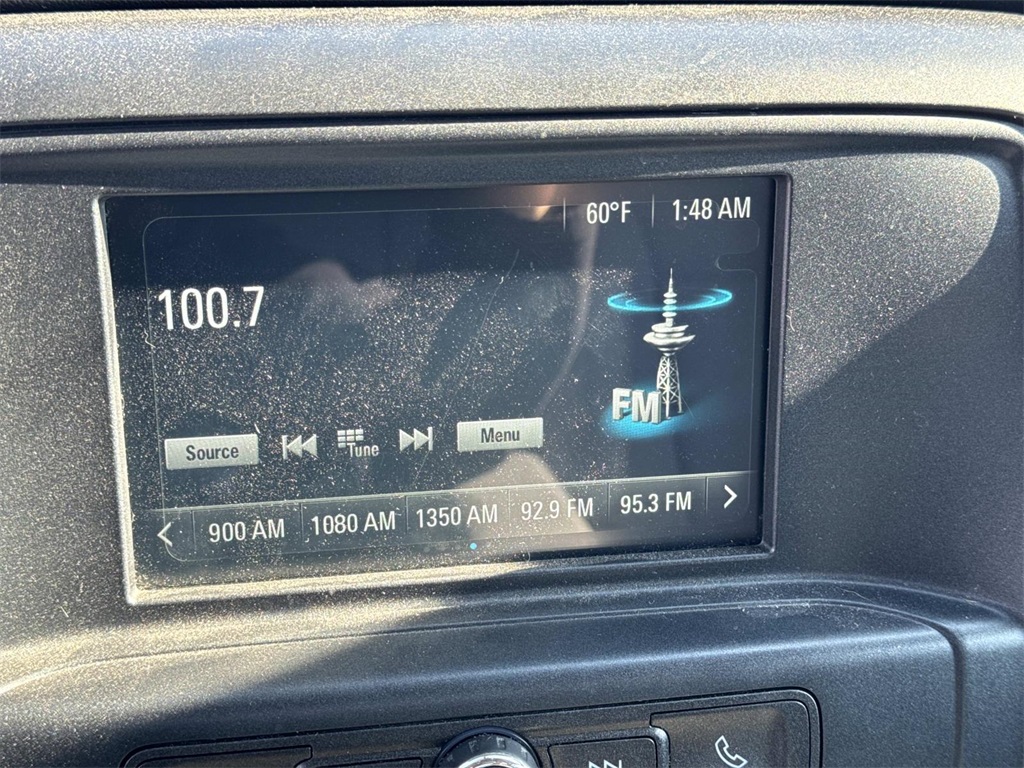 60°F 1:48 AM
100.7
FM
Source Tune Menu
900 AM 1080 AM 1350 AM 92.9 FM 95.3 FM